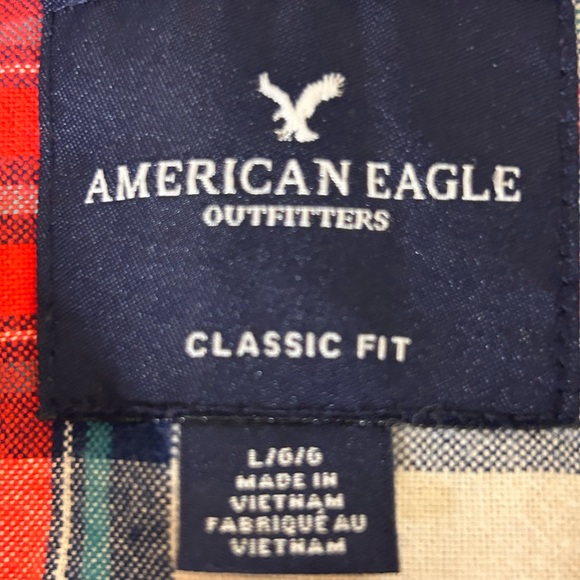 AMERICAN EAGLE
OUTFITTERS
CLASSIC FIT
L/G/G
MADE IN
VIETNAM
FABRIQUÉ AU
VIETNAM